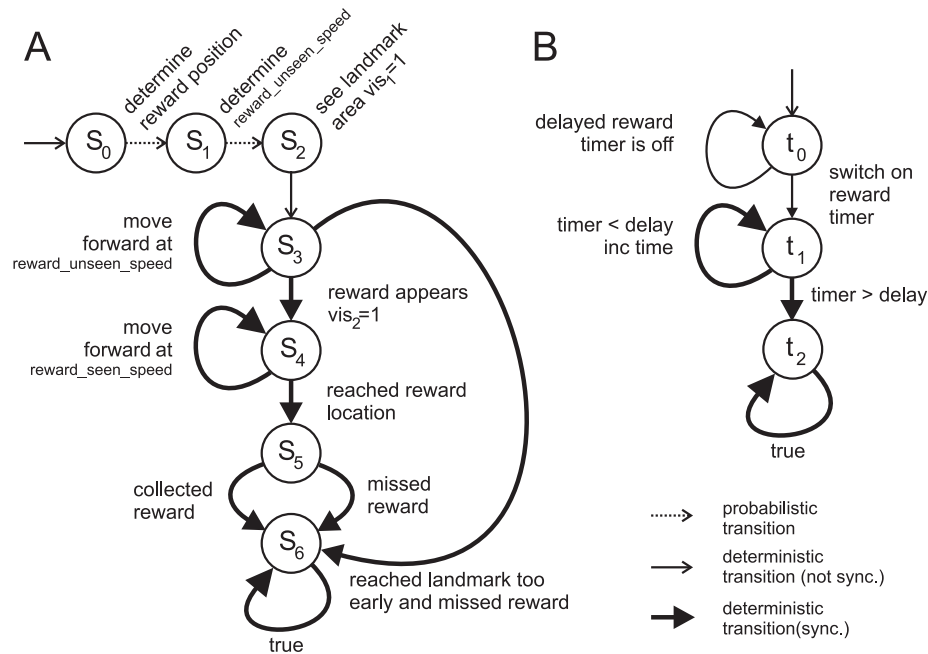 A
determine
reward position
determine
reward_unseen_speed
see landmark
area vis1=1
S0
S1
S2
move
forward at
reward_unseen_speed
S3
reward appears
vis2=1
move
forward at
reward_seen_speed
S4
reached reward
location
S5
collected
reward
missed
reward
S6
reached landmark too
early and missed reward
true
B
delayed reward
timer is off
t0
switch on
reward
timer
timer < delay
inc time
t1
timer > delay
t2
true
probabilistic
transition
deterministic
transition (not sync.)
deterministic
transition(sync.)